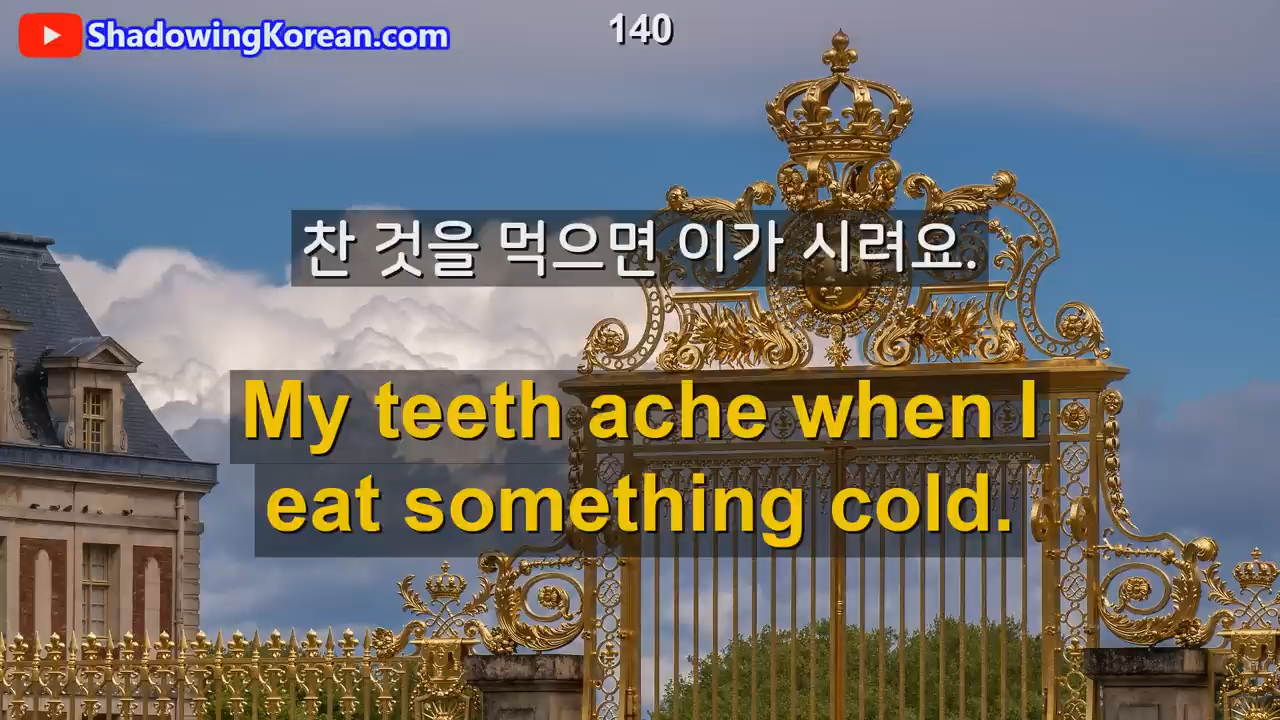 ShadowingKorean.com
140
찬 것을 먹으면 이가 시려요.
My teeth ache when I
eat something cold.